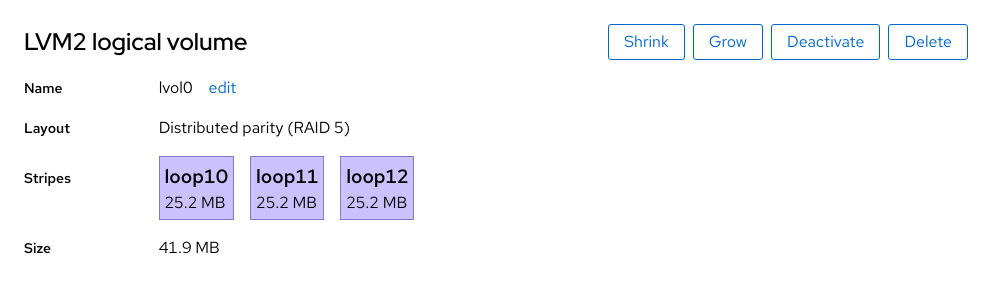 LVM2 logical volume
Shrink Grow Deactivate Delete
Name lvol0 edit
Layout Distributed parity (RAID 5)
Stripes
loop10 loop11 loop12
25.2 MB 25.2 MB 25.2 MB
Size 41.9 MB